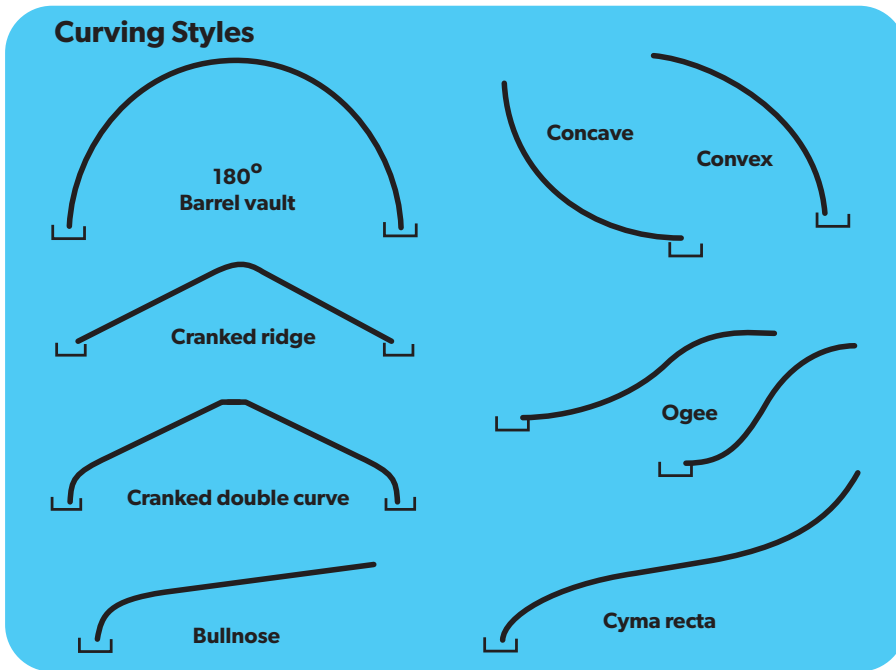 Curving Styles
180°
Barrel vault
Concave
Convex
Cranked ridge
Ogee
Cranked double curve
Bullnose
Cyma recta